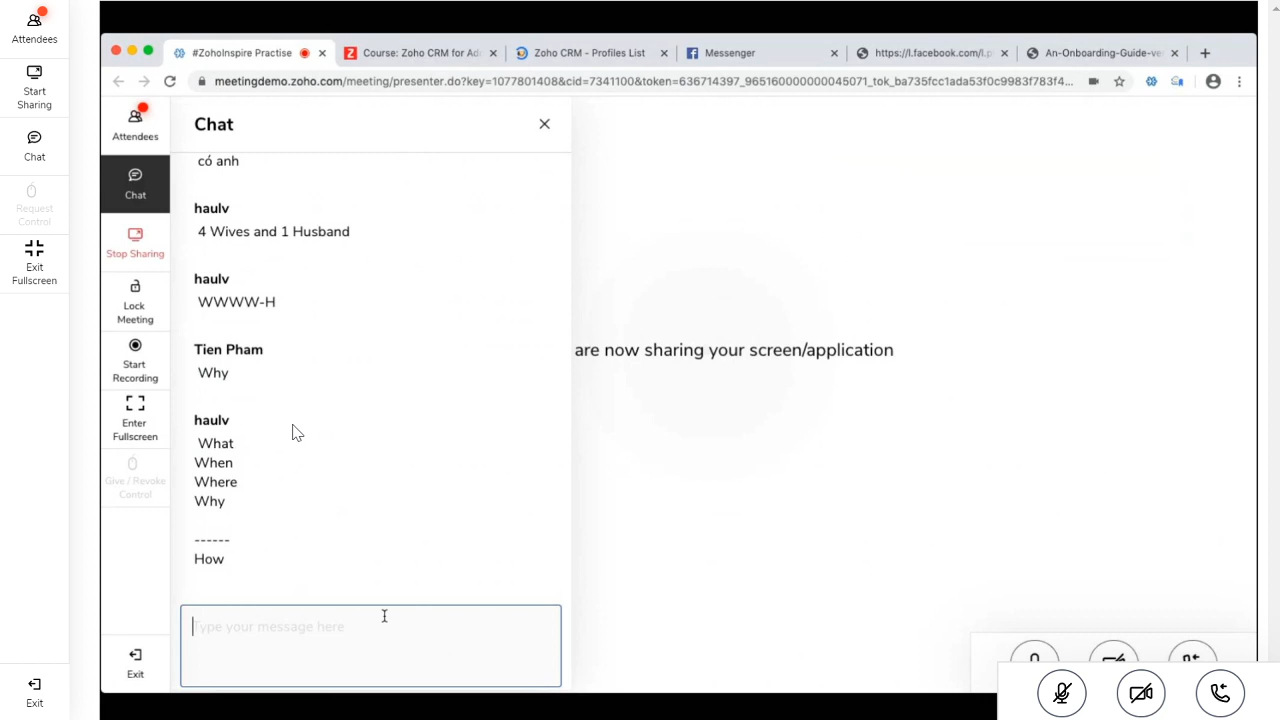 Attendees
Start
Sharing
Chat
Request
Control
Exit
Fullscreen
Exit
#ZohoInspire Practise
Course: Zoho CRM for Ad
Zoho CRM - Profiles List
Messenger
https://l.facebook.com/l.p
An-Onboarding-Guide-ve
meetingdemo.zoho.com/meeting/presenter.do?key=1077801408&cid=7341100&token=636714397_965160000000045071_tok_ba735fcc1ada53f0c9983f783f4...
Attendees
Chat
Stop Sharing
Lock
Meeting
Start
Recording
Enter
Fullscreen
Give / Revoke
Control
Exit
Chat
có anh
haulv
4 Wives and 1 Husband
haulv
WWWW-H
Tien Pham
Why
haulv
What
When
Where
Why
------
How
Type your message here
are now sharing your screen/application